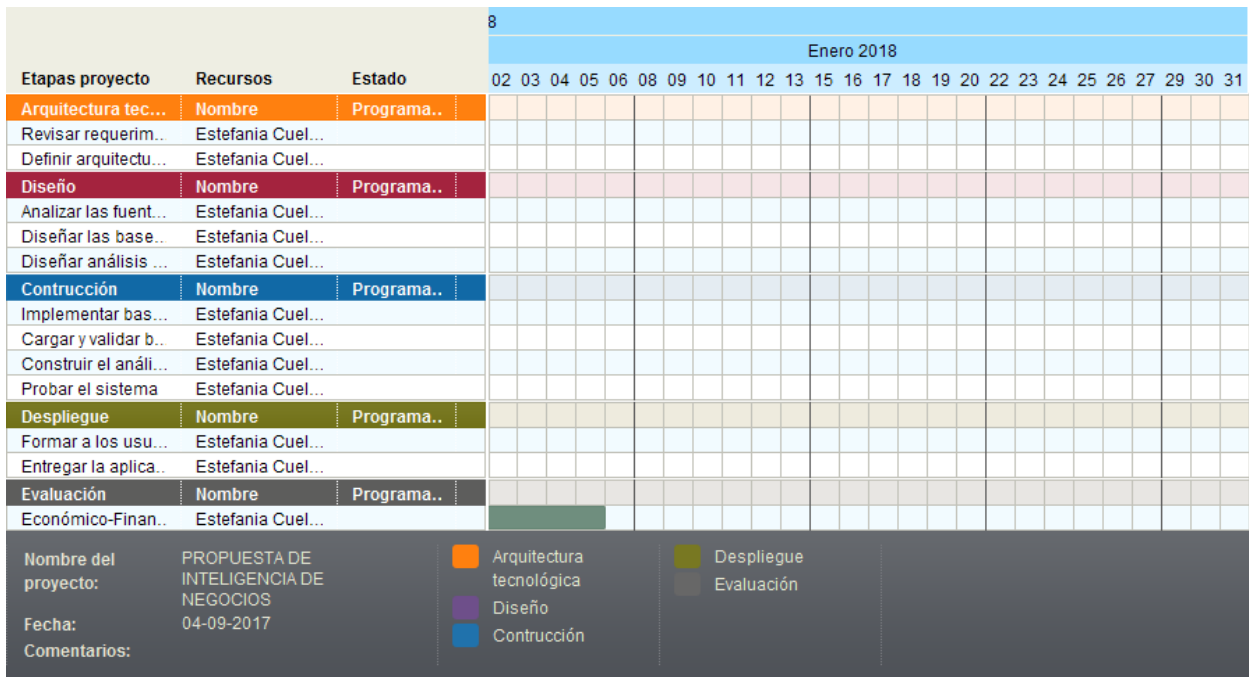 8
Enero 2018
Etapas proyecto Recursos Estado 02 03 04 05 06 08 09 10 11 12 13 15 16 17 18 19 20 22 23 24 25 26 27 29 30 31
Arquitectura tec... Nombre Programa..
Revisar requerim.. Estefania Cuel...
Definir arquitectu... Estefania Cuel...
Diseño Nombre Programa..
Analizar las fuent... Estefania Cuel...
Diseñar las base.. Estefania Cuel...
Diseñar análisis ... Estefania Cuel...
Contrucción Nombre Programa..
Implementar bas... Estefania Cuel...
Cargar y validar b... Estefania Cuel...
Construir el análi... Estefania Cuel...
Probar el sistema Estefania Cuel...
Despliegue Nombre Programa..
Formar a los usu... Estefania Cuel...
Entregar la aplica.. Estefania Cuel...
Evaluación Nombre Programa..
Económico-Finan.. Estefania Cuel...
Nombre del proyecto: PROPUESTA DE
INTELIGENCIA DE
NEGOCIOS
Fecha: 04-09-2017
Comentarios:
Arquitectura
tecnológica
Diseño
Contrucción
Despliegue
Evaluación